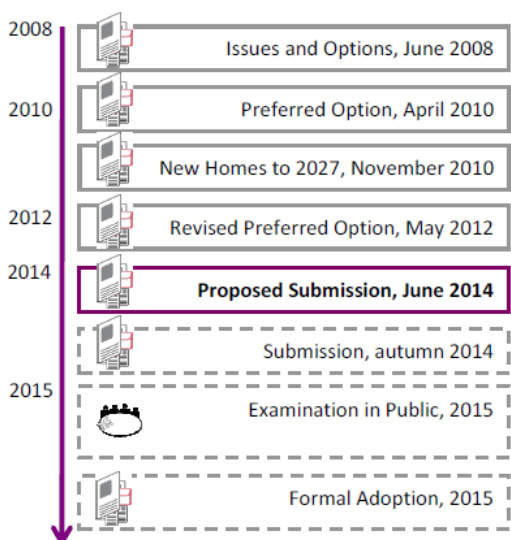 2008
Issues and Options, June 2008
2010
Preferred Option, April 2010
New Homes to 2027, November 2010
2012
Revised Preferred Option, May 2012
2014
Proposed Submission, June 2014
Submission, autumn 2014
2015
Examination in Public, 2015
Formal Adoption, 2015